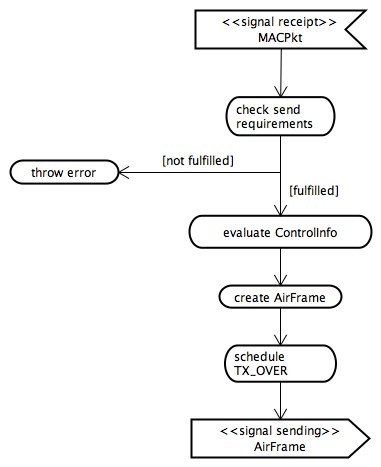 <<signal receipt>>
MACPkt
check send
requirements
[not fulfilled]
throw error
[fulfilled]
evaluate ControlInfo
create AirFrame
schedule
TX_OVER
<<signal sending>>
AirFrame